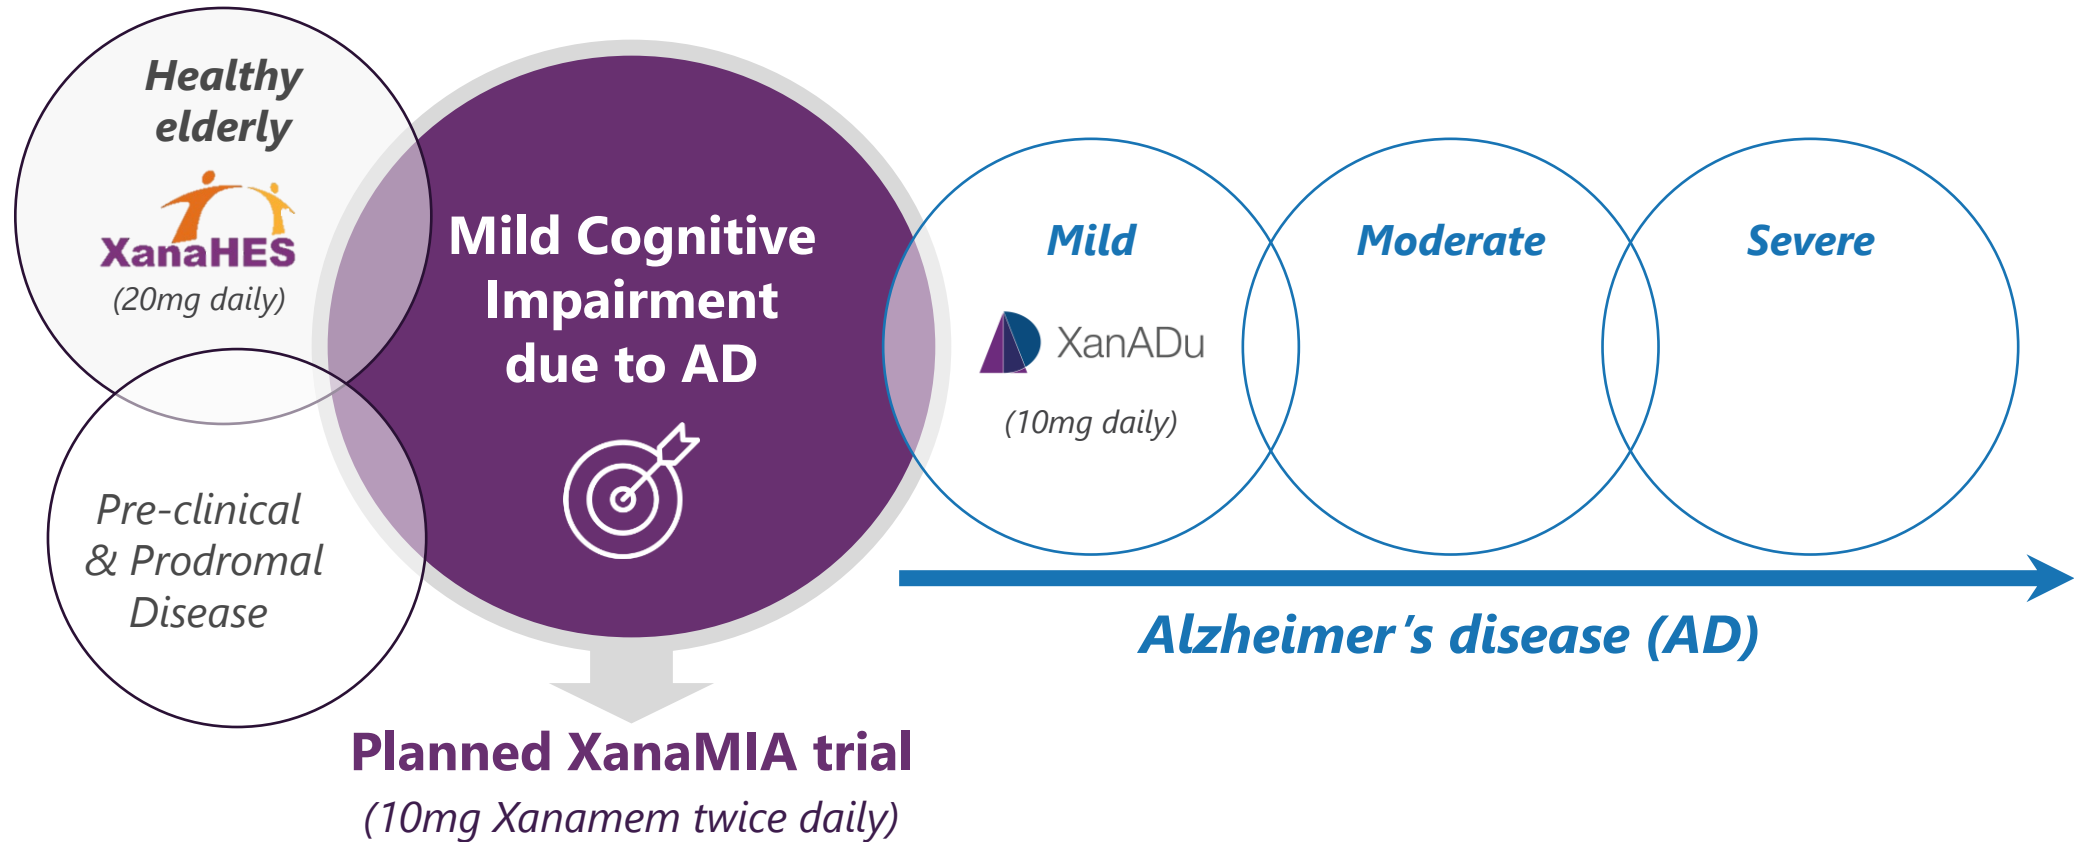 Healthy
elderly
XanaHES
(20mg daily)
Pre-clinical
& Prodromal
Disease
Mild Cognitive
Impairment
due to AD
Planned XanaMIA trial
(10mg Xanamem twice daily)
Mild
XanADu
(10mg daily)
Moderate
Severe
Alzheimer's disease (AD)